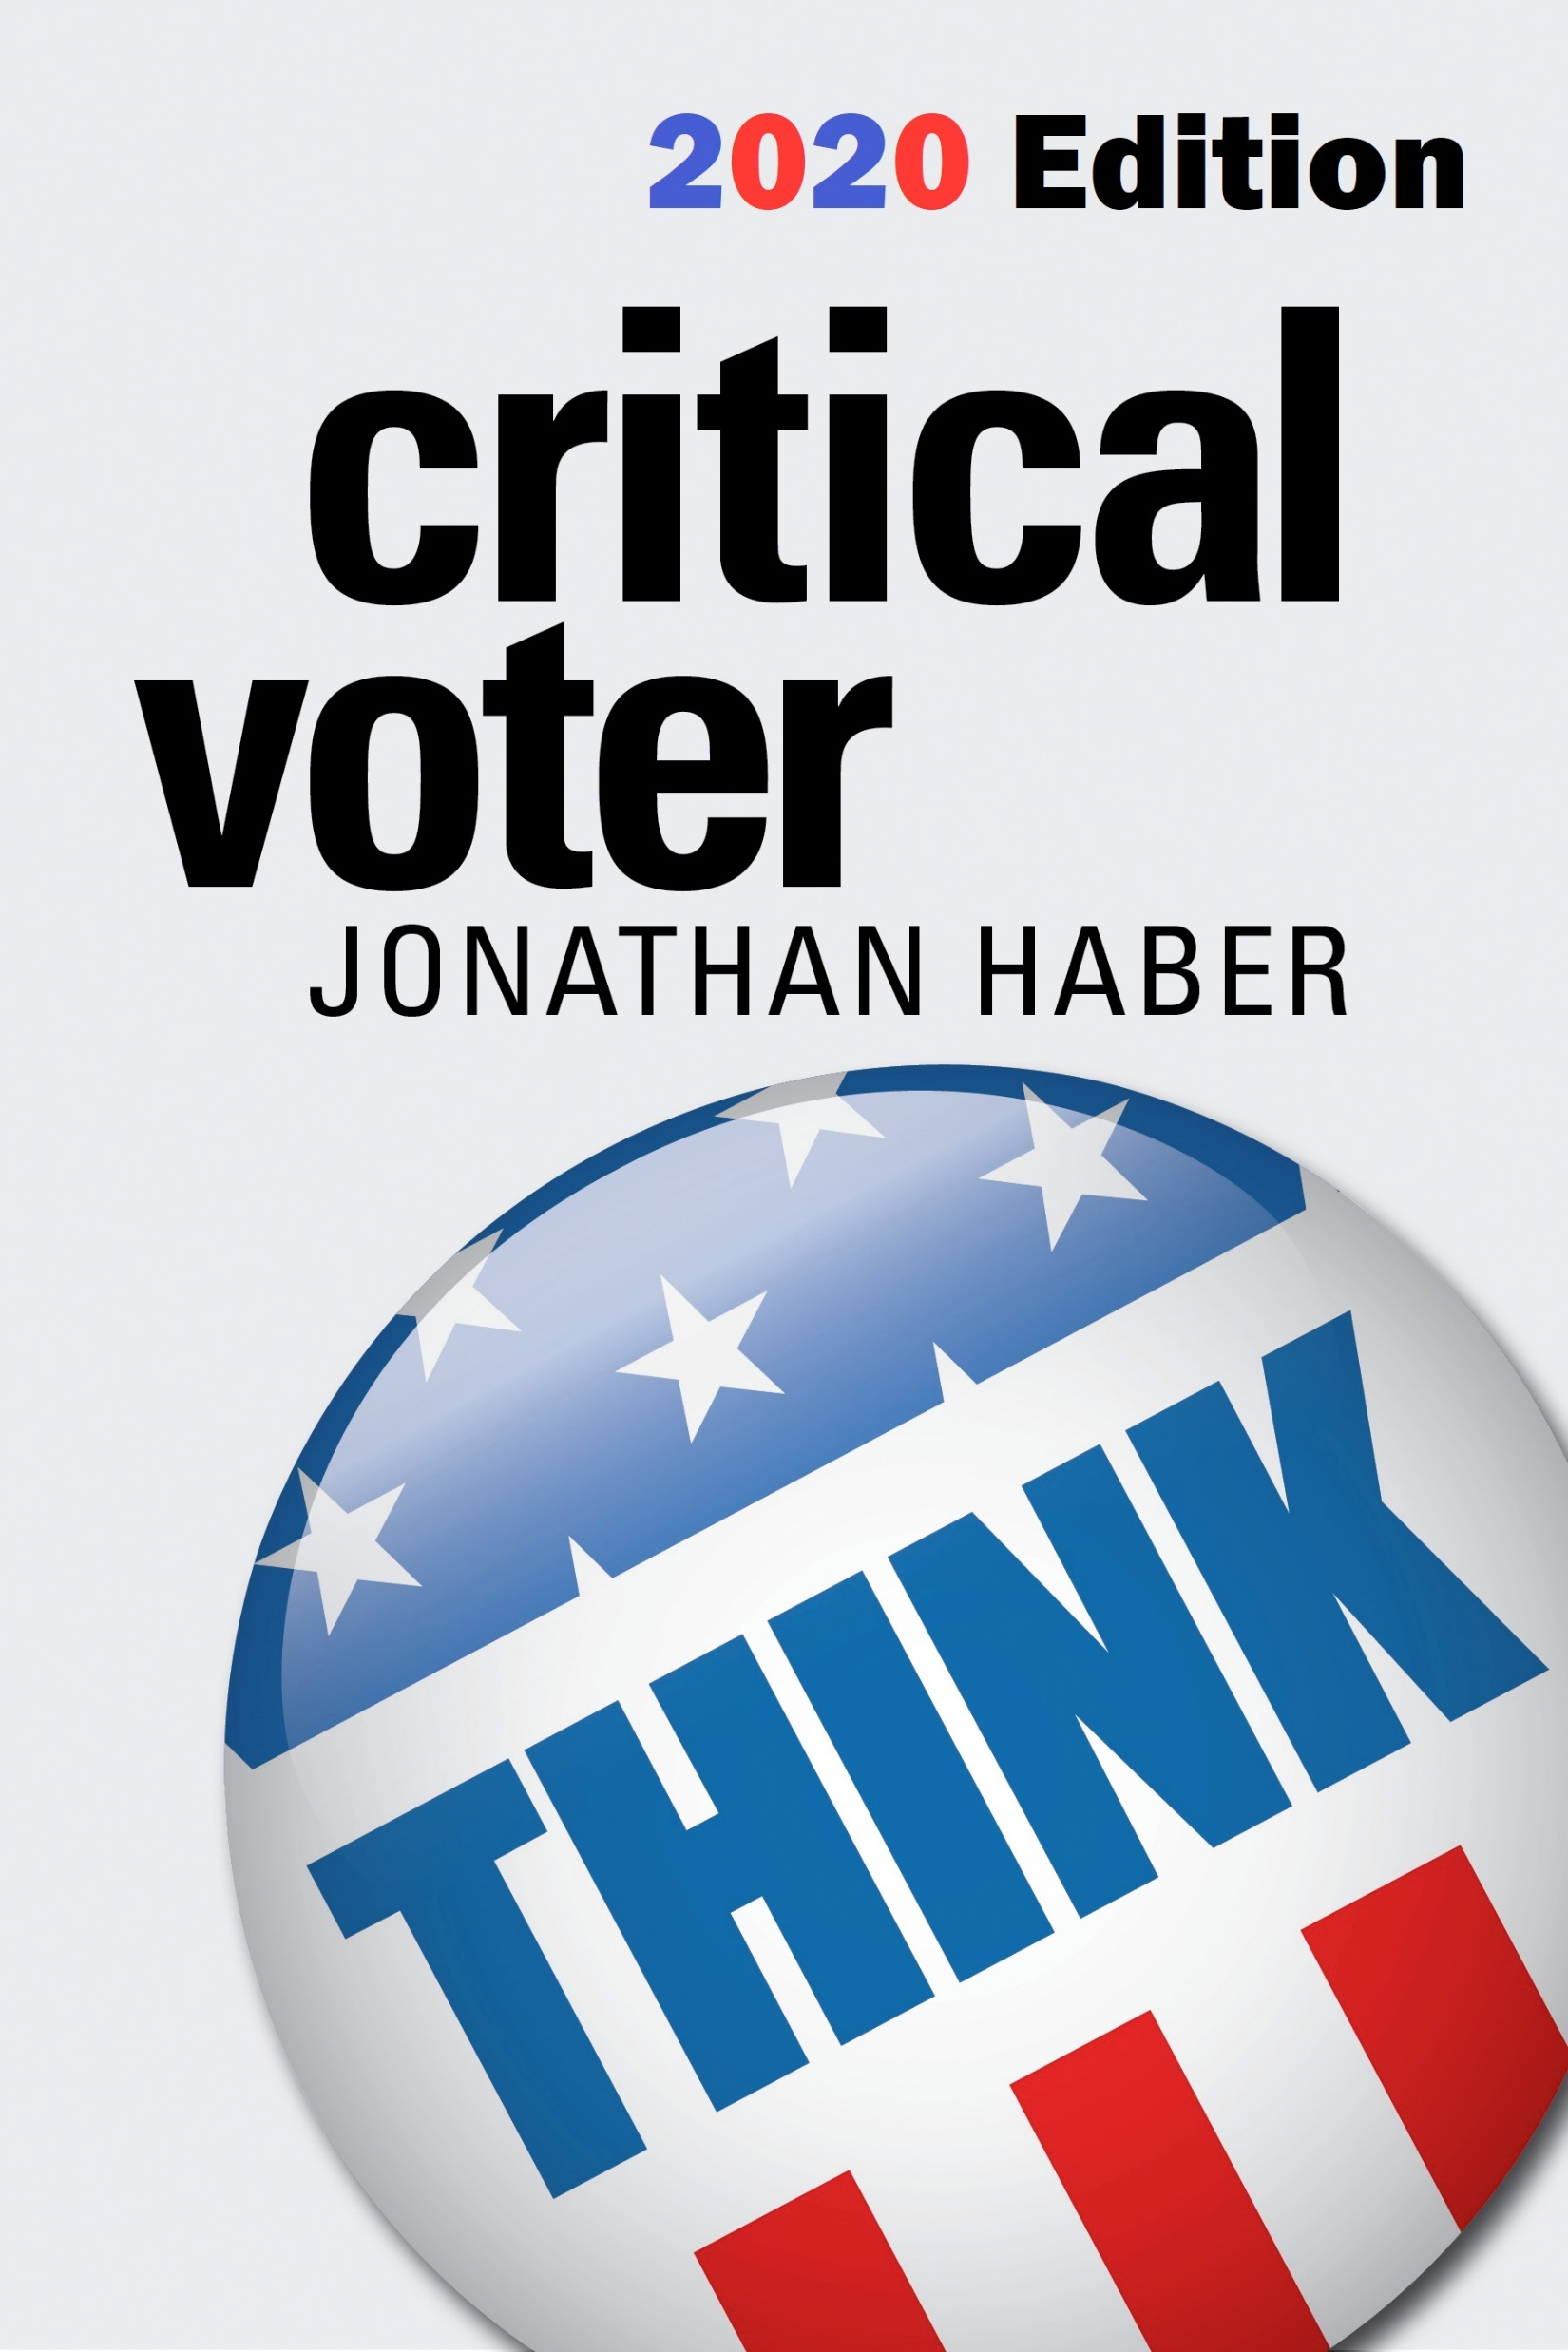 2020 Edition
critical
voter
JONATHAN HABER
THINK